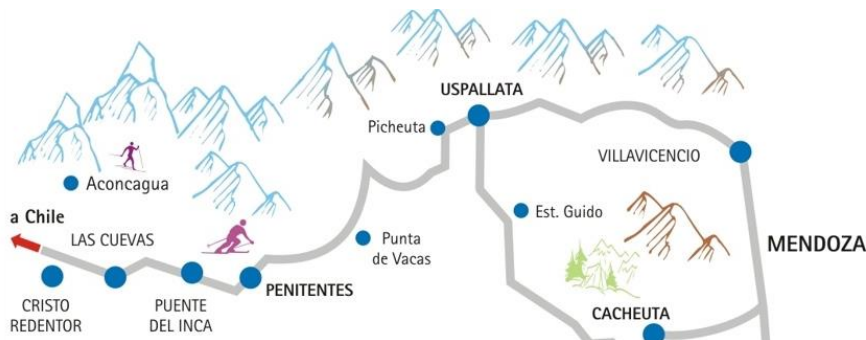 USPALLATA
Picheuta
VILLAVICENCIO
Aconcagua
Est. Guido
a Chile
LAS CUEVAS
Punta
de Vacas
MENDOZA
CRISTO
REDENTOR
PUENTE
DEL INCA
PENITENTES
CACHEUTA